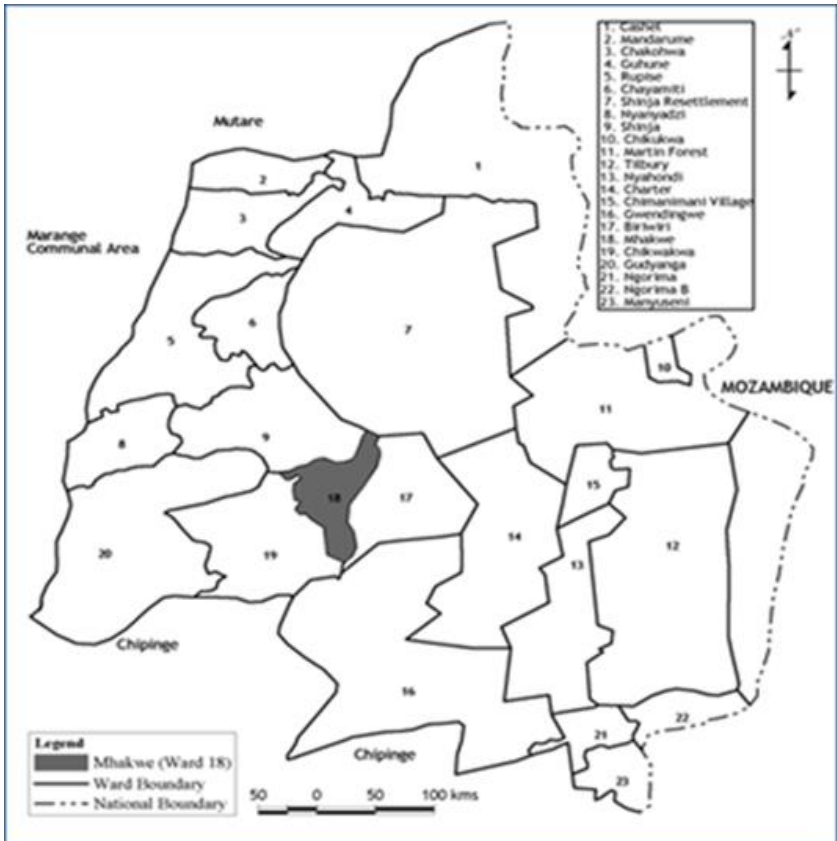 1. Cashel
2. Mandarume
3. Chakohwa
4. Guhune
5. Rupise
6. Chayamiti
7. Shinja Resettlement
8. Nyanyadzi
9. Shinja
10. Chikukwa
11. Martin Forest
12. Tilbury
13. Nyahondi
14. Charter
15. Chimanimani Village
16. Gwendingwe
17. Biriwiri
18. Mhakwe
19. Chikwakwa
20. Gudyanga
21. Ngorima
22. Ngorima B
23. Manyuseni
N
Mutare
1
2
4
3
Marange
Communal Area
6
7
5
10
MOZAMBIQUE
11
9
8
15
18
17
14
12
20
19
13
Chipinge
16
22
21
Chipinge
23
Legend
Mhakwe (Ward 18)
Ward Boundary
National Boundary
50 0 50 100 kms